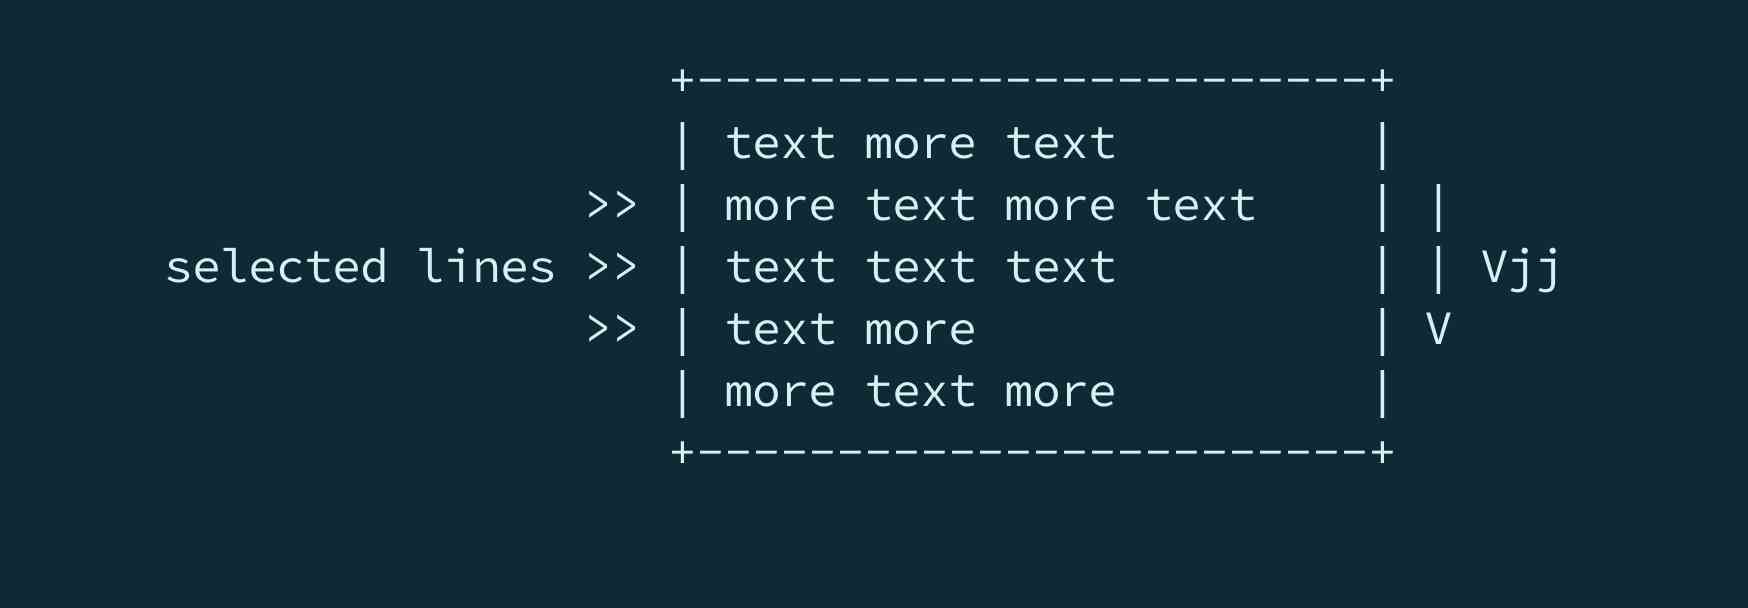 +------------------------+
                  | text more text         |
               >> | more text more text    | |
selected lines >> | text text text         | | Vjj
               >> | text more              | V
                  | more text more         |
                  +------------------------+